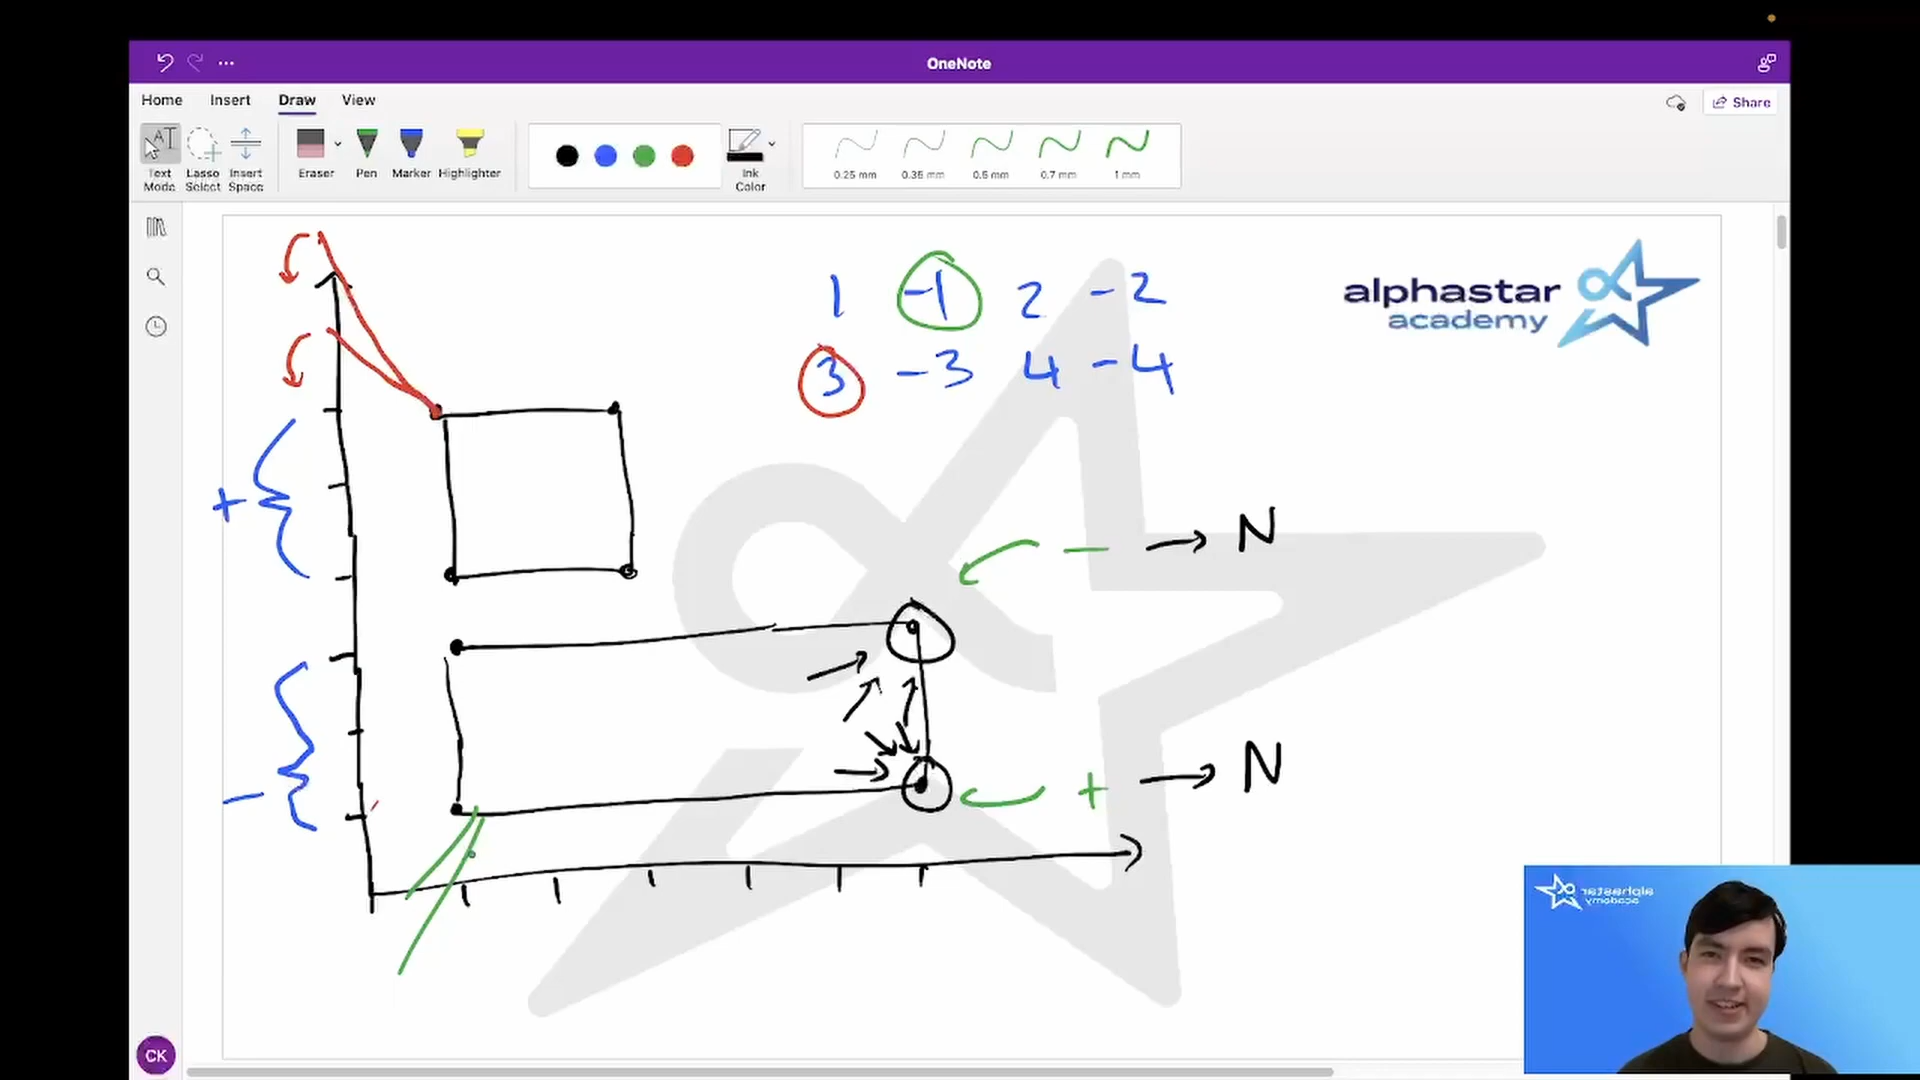 OneNote
Home Insert Draw View
Share
Text Mode
Lasso Select
Insert Space
Eraser
Pen
Marker
Highlighter
Ink Color
0.25 mm
0.35 mm
0.5 mm
0.7 mm
1 mm
1 -1 2 -2
3 -3 4 -4
alphastar
academy
+
- → N
-
+ → N
alphastar
academy
CK